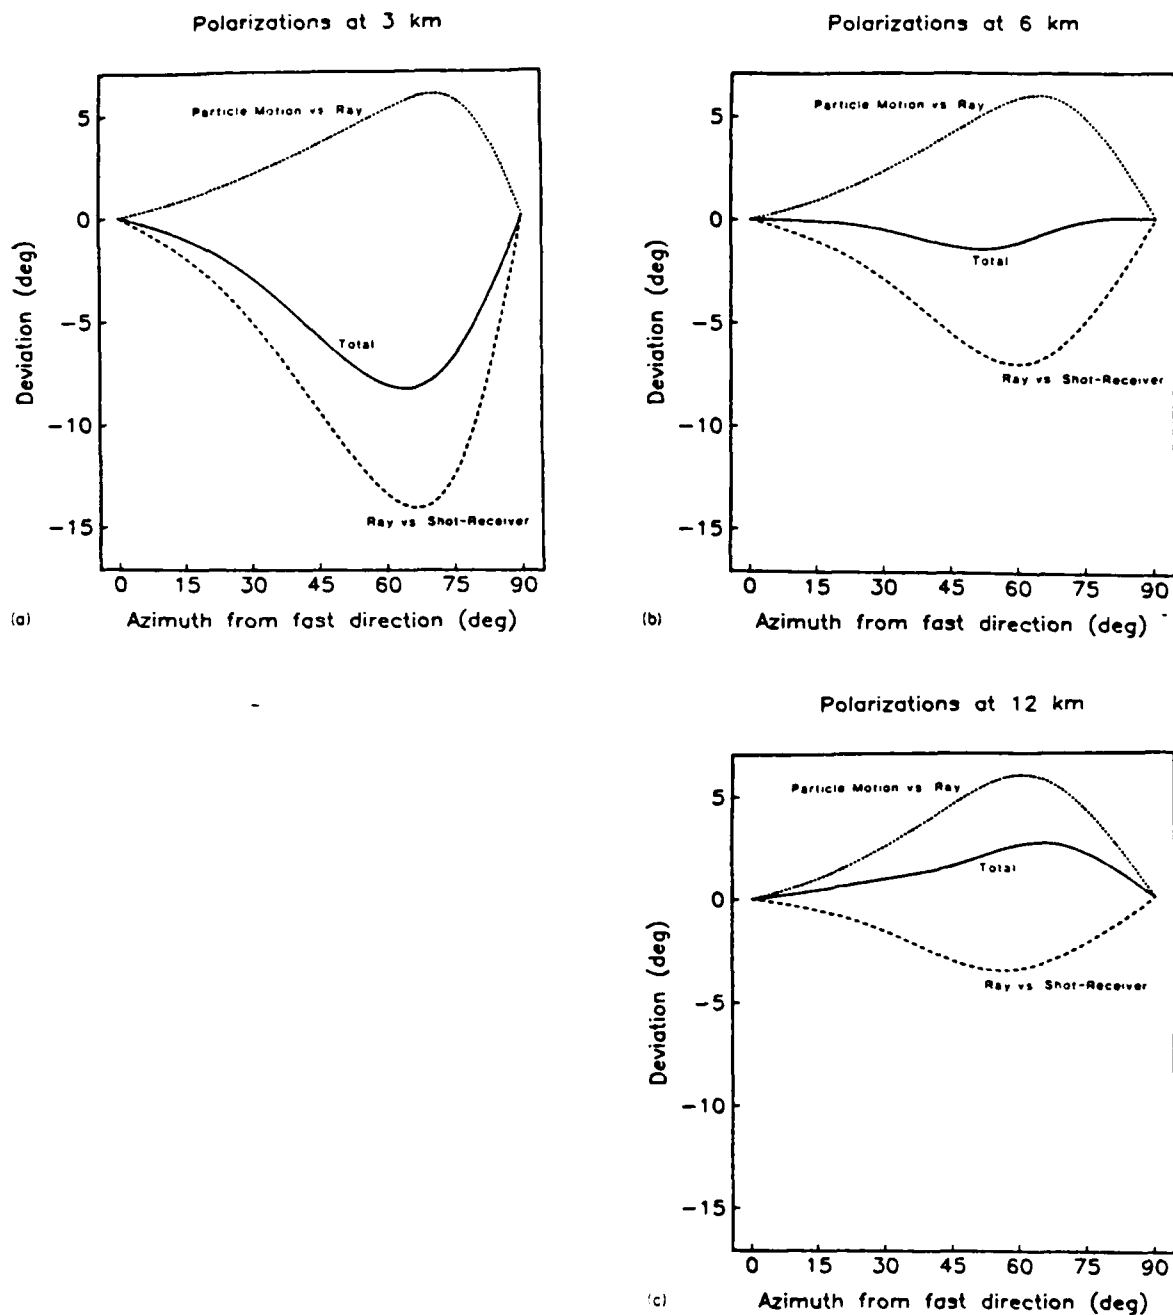 Polarizations at 3 km
5
0
−5
−10
−15
Deviation (deg)
Particle Motion vs Ray
Total
Ray vs Shot-Receiver
0 15 30 45 60 75 90
(a)
Azimuth from fast direction (deg)
Polarizations at 6 km
5
0
−5
−10
−15
Deviation (deg)
Particle Motion vs Ray
Total
Ray vs Shot-Receiver
0 15 30 45 60 75 90
(b)
Azimuth from fast direction (deg)
Polarizations at 12 km
5
0
−5
−10
−15
Deviation (deg)
Particle Motion vs Ray
Total
Ray vs Shot-Receiver
0 15 30 45 60 75 90
(c)
Azimuth from fast direction (deg)